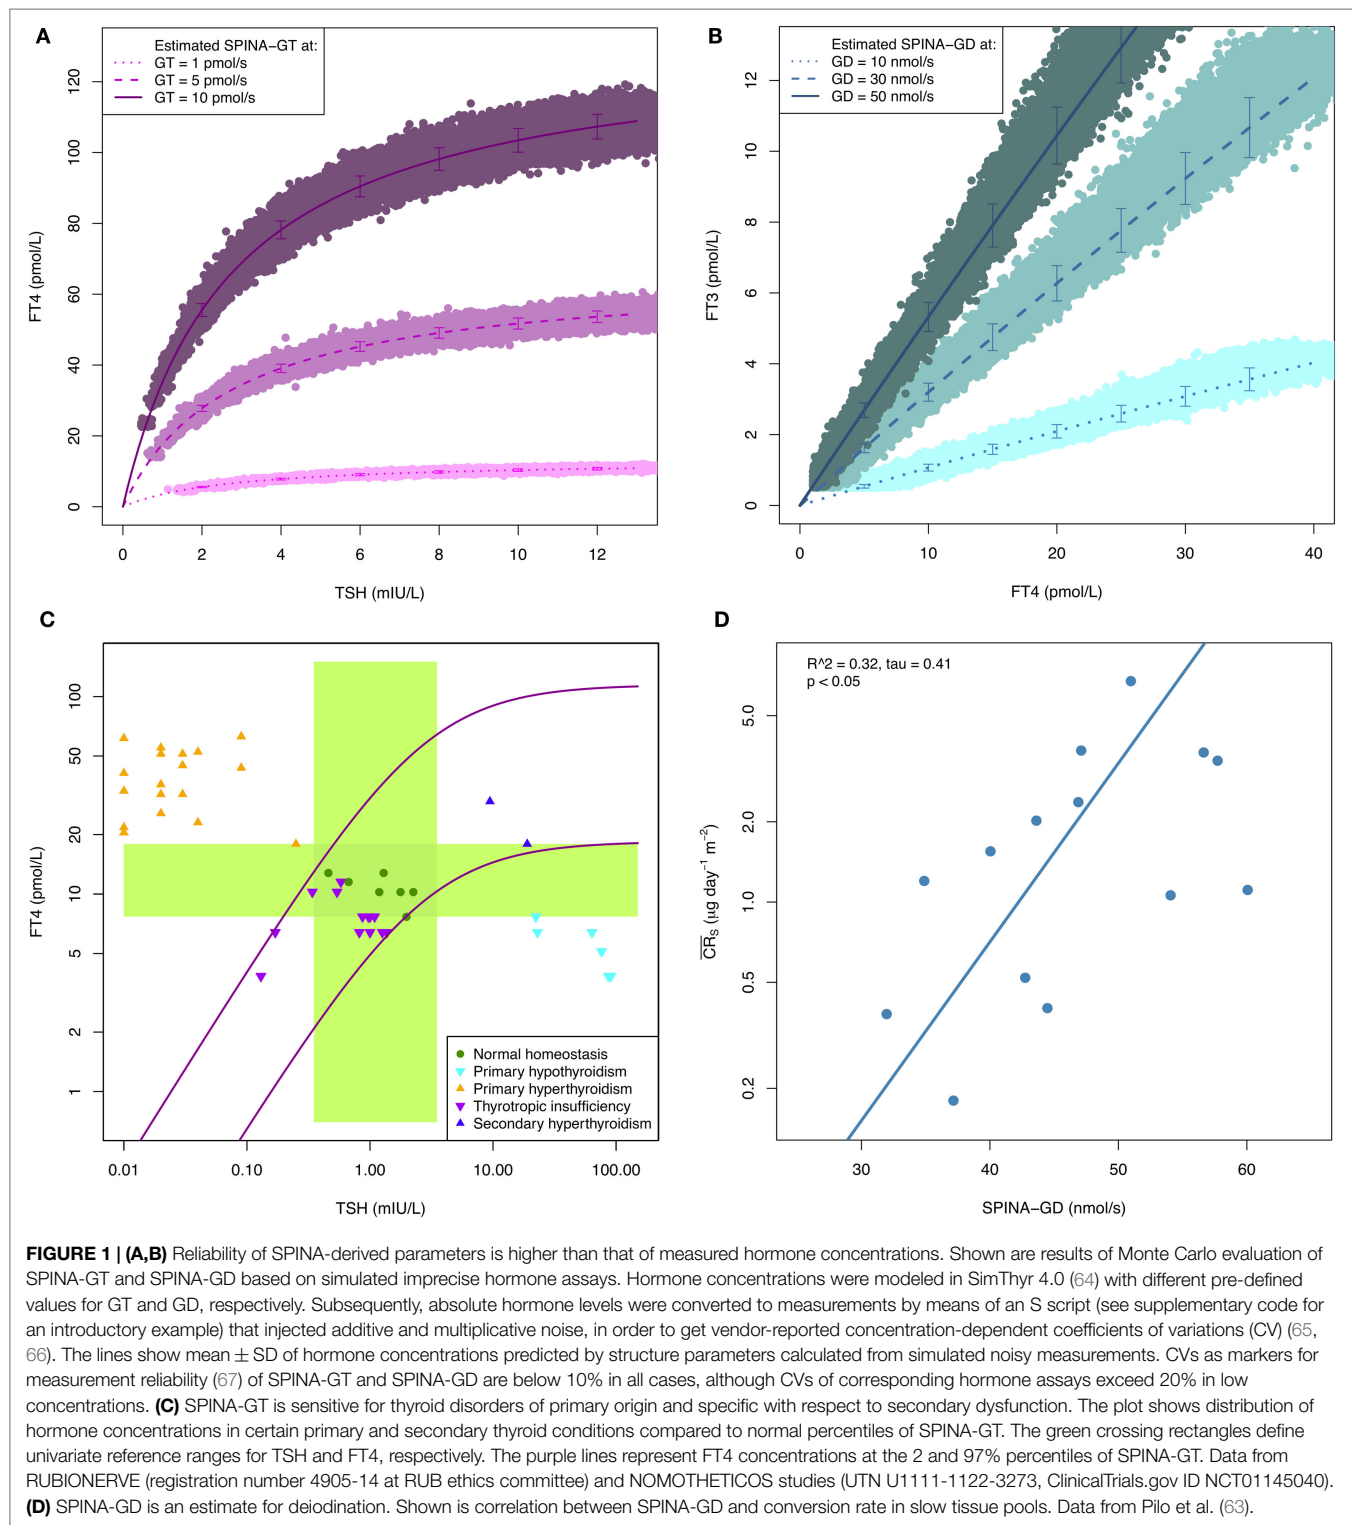 A
Estimated SPINA−GT at:
GT = 1 pmol/s
GT = 5 pmol/s
GT = 10 pmol/s
FT4 (pmol/L)
0
20
40
60
80
100
120
0 2 4 6 8 10 12
TSH (mIU/L)
B
Estimated SPINA−GD at:
GD = 10 nmol/s
GD = 30 nmol/s
GD = 50 nmol/s
FT3 (pmol/L)
0
2
4
6
8
10
12
0 10 20 30 40
FT4 (pmol/L)
C
FT4 (pmol/L)
1
2
5
10
20
50
100
Normal homeostasis
Primary hypothyroidism
Primary hyperthyroidism
Thyrotropic insufficiency
Secondary hyperthyroidism
0.01 0.10 1.00 10.00 100.00
TSH (mIU/L)
D
R^2 = 0.32, tau = 0.41
p < 0.05
C̅R̅s (µg day⁻¹ m⁻²)
0.2
0.5
1.0
2.0
5.0
30 40 50 60
SPINA−GD (nmol/s)
FIGURE 1 | (A,B) Reliability of SPINA-derived parameters is higher than that of measured hormone concentrations. Shown are results of Monte Carlo evaluation of
SPINA-GT and SPINA-GD based on simulated imprecise hormone assays. Hormone concentrations were modeled in SimThyr 4.0 (64) with different pre-defined
values for GT and GD, respectively. Subsequently, absolute hormone levels were converted to measurements by means of an S script (see supplementary code for
an introductory example) that injected additive and multiplicative noise, in order to get vendor-reported concentration-dependent coefficients of variations (CV) (65,
66). The lines show mean ± SD of hormone concentrations predicted by structure parameters calculated from simulated noisy measurements. CVs as markers for
measurement reliability (67) of SPINA-GT and SPINA-GD are below 10% in all cases, although CVs of corresponding hormone assays exceed 20% in low
concentrations. (C) SPINA-GT is sensitive for thyroid disorders of primary origin and specific with respect to secondary dysfunction. The plot shows distribution of
hormone concentrations in certain primary and secondary thyroid conditions compared to normal percentiles of SPINA-GT. The green crossing rectangles define
univariate reference ranges for TSH and FT4, respectively. The purple lines represent FT4 concentrations at the 2 and 97% percentiles of SPINA-GT. Data from
RUBIONERVE (registration number 4905-14 at RUB ethics committee) and NOMOTHETICOS studies (UTN U1111-1122-3273, ClinicalTrials.gov ID NCT01145040).
(D) SPINA-GD is an estimate for deiodination. Shown is correlation between SPINA-GD and conversion rate in slow tissue pools. Data from Pilo et al. (63).